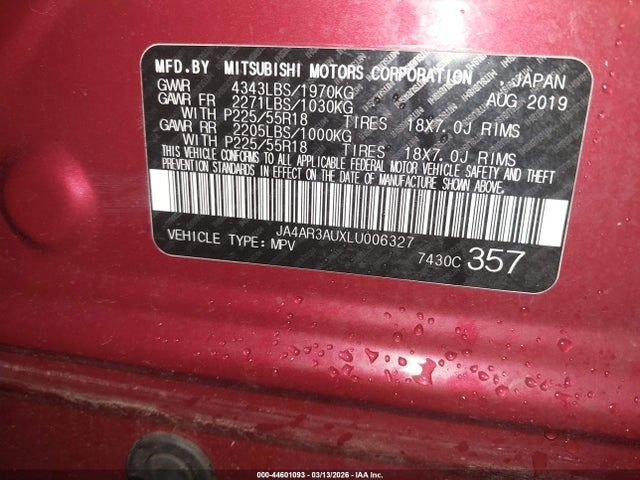 MFD.BY MITSUBISHI MOTORS CORPORATION , JAPAN
GVWR 4343LBS/1970KG AUG 2019
GAWR FR 2271LBS/1030KG
WITH P225/55R18 TIRES 18X7.0J RIMS
GAWR RR 2205LBS/1000KG
WITH P225/55R18 TIRES 18X7.0J RIMS
THIS VEHICLE CONFORMS TO ALL APPLICABLE FEDERAL MOTOR VEHICLE SAFETY AND THEFT
PREVENTION STANDARDS IN EFFECT ON THE DATE OF MANUFACTURE SHOWN ABOVE.
JA4AR3AUXLU006327
VEHICLE TYPE: MPV 7430C 357
000-44601093 - 03/13/2026 - IAA Inc.